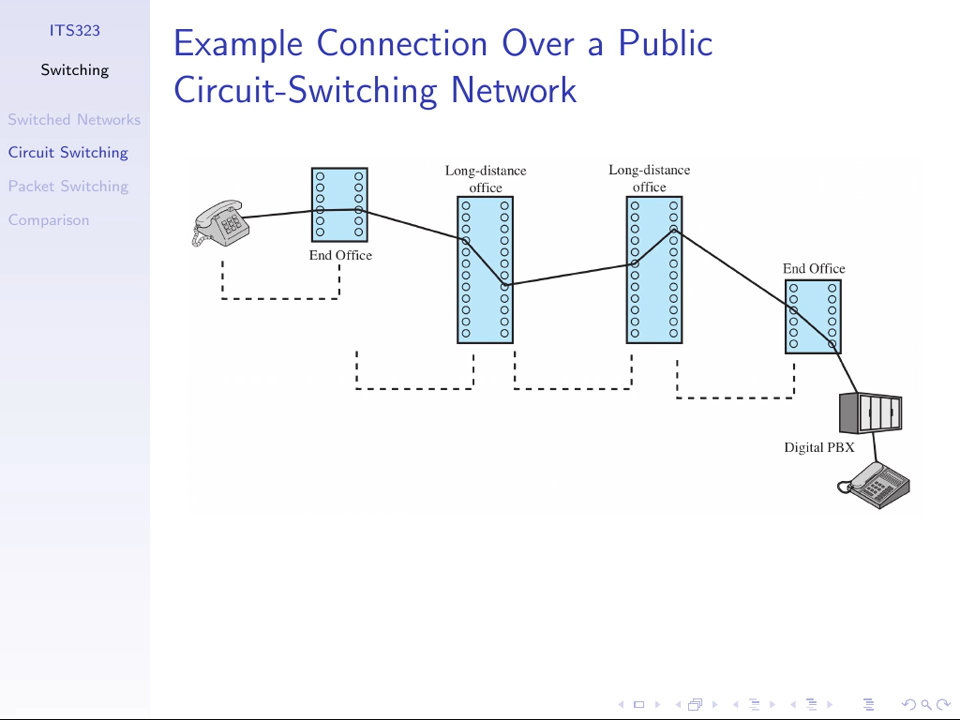 ITS323
Switching
Switched Networks
Circuit Switching
Packet Switching
Comparison
Example Connection Over a Public
Circuit-Switching Network
Long-distance
office
Long-distance
office
End Office
End Office
Digital PBX